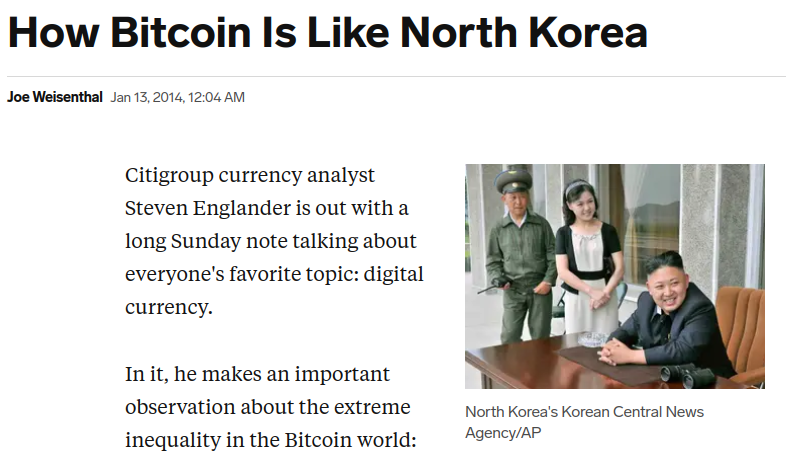 How Bitcoin Is Like North Korea
Joe Weisenthal Jan 13, 2014, 12:04 AM
Citigroup currency analyst
Steven Englander is out with a
long Sunday note talking about
everyone's favorite topic: digital
currency.
In it, he makes an important
observation about the extreme
inequality in the Bitcoin world:
North Korea's Korean Central News
Agency/AP